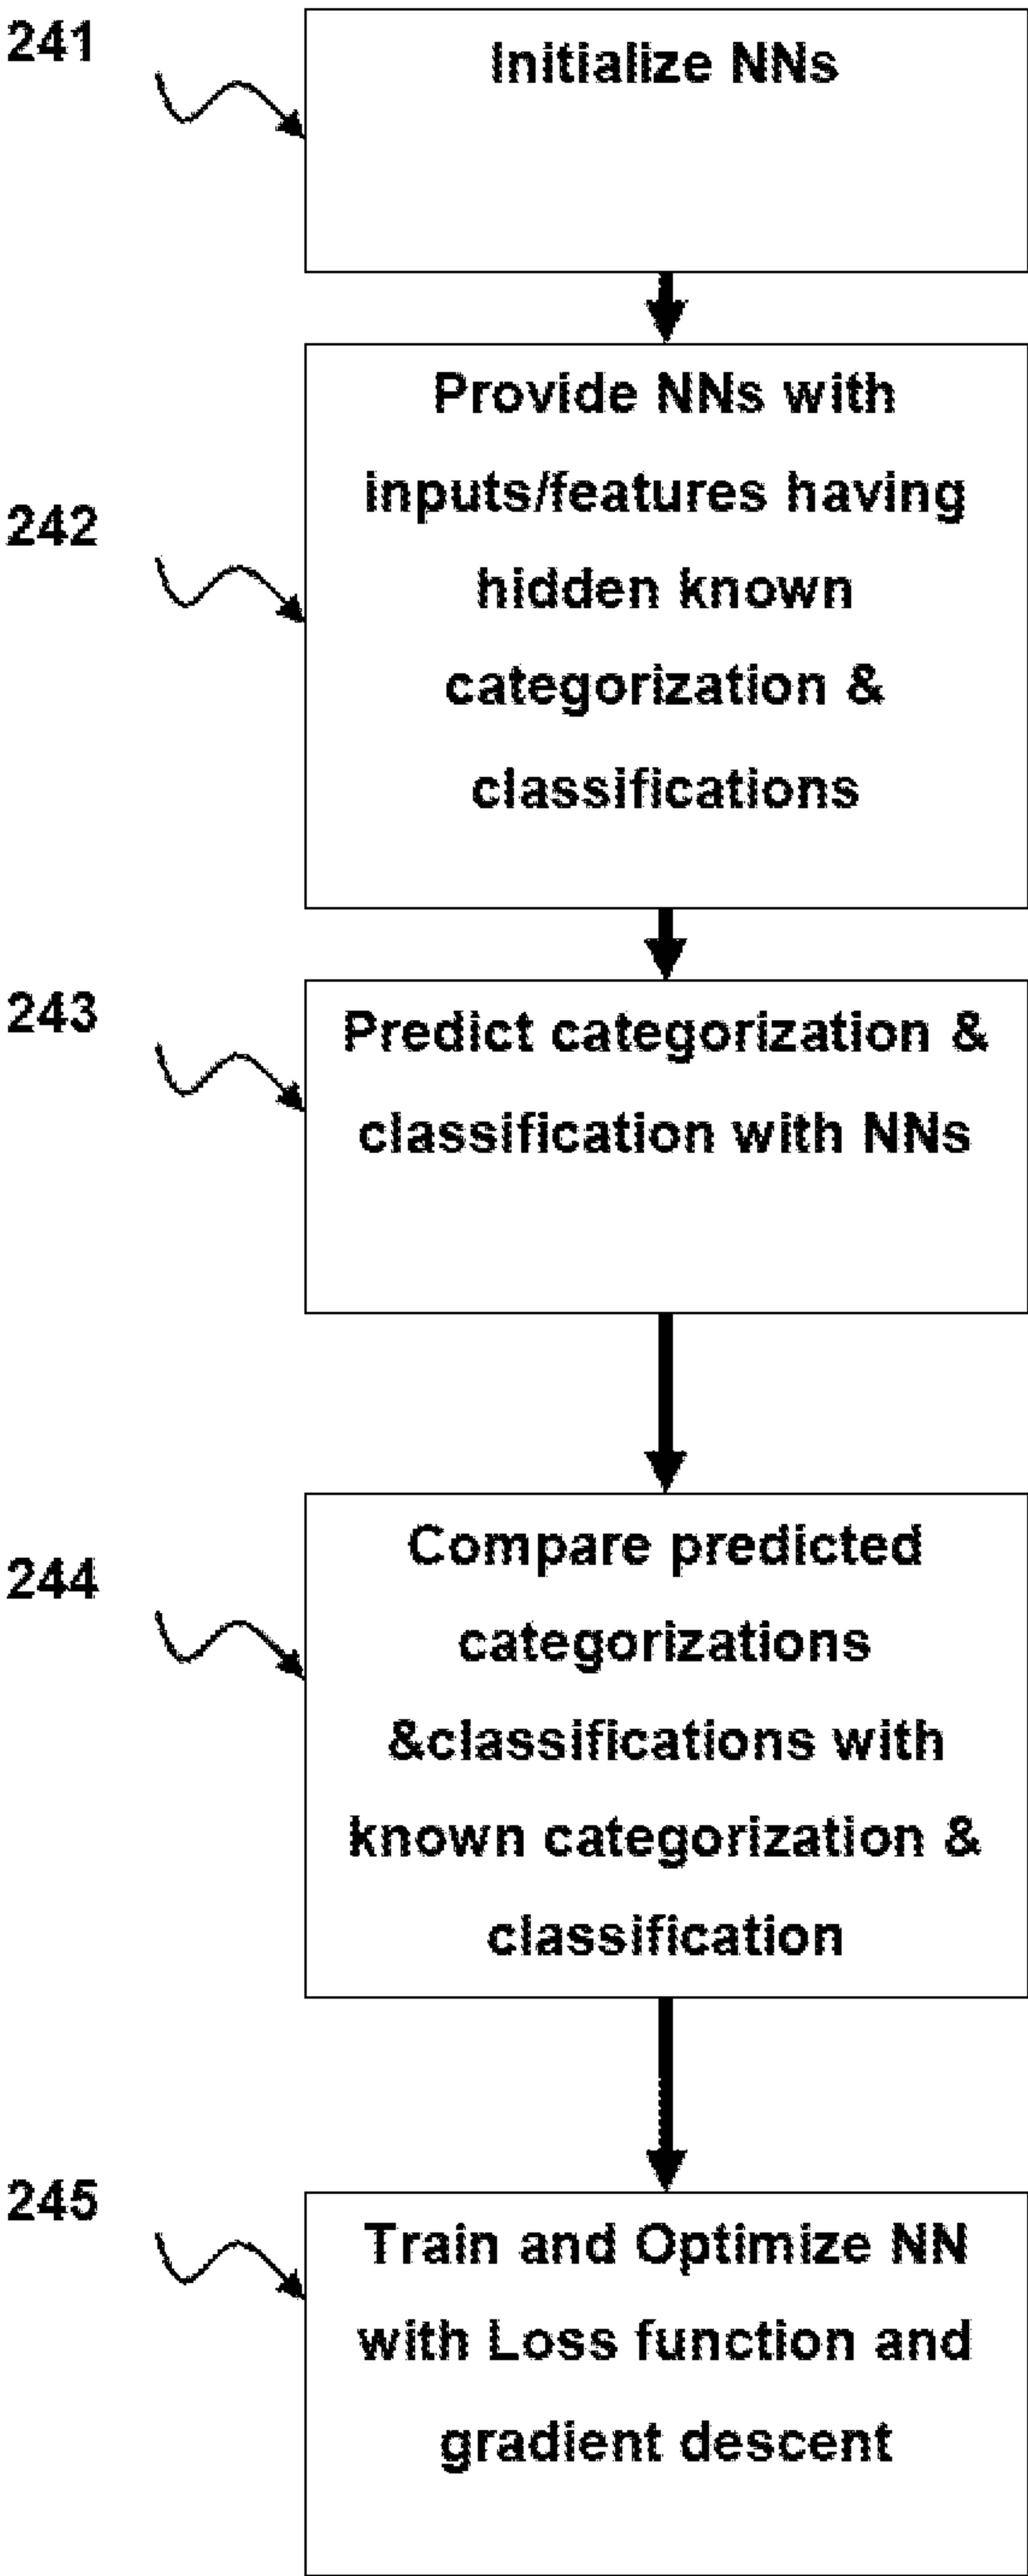 241
Initialize NNs
242
Provide NNs with
inputs/features having
hidden known
categorization &
classifications
243
Predict categorization &
classification with NNs
244
Compare predicted
categorizations
&classifications with
known categorization &
classification
245
Train and Optimize NN
with Loss function and
gradient descent